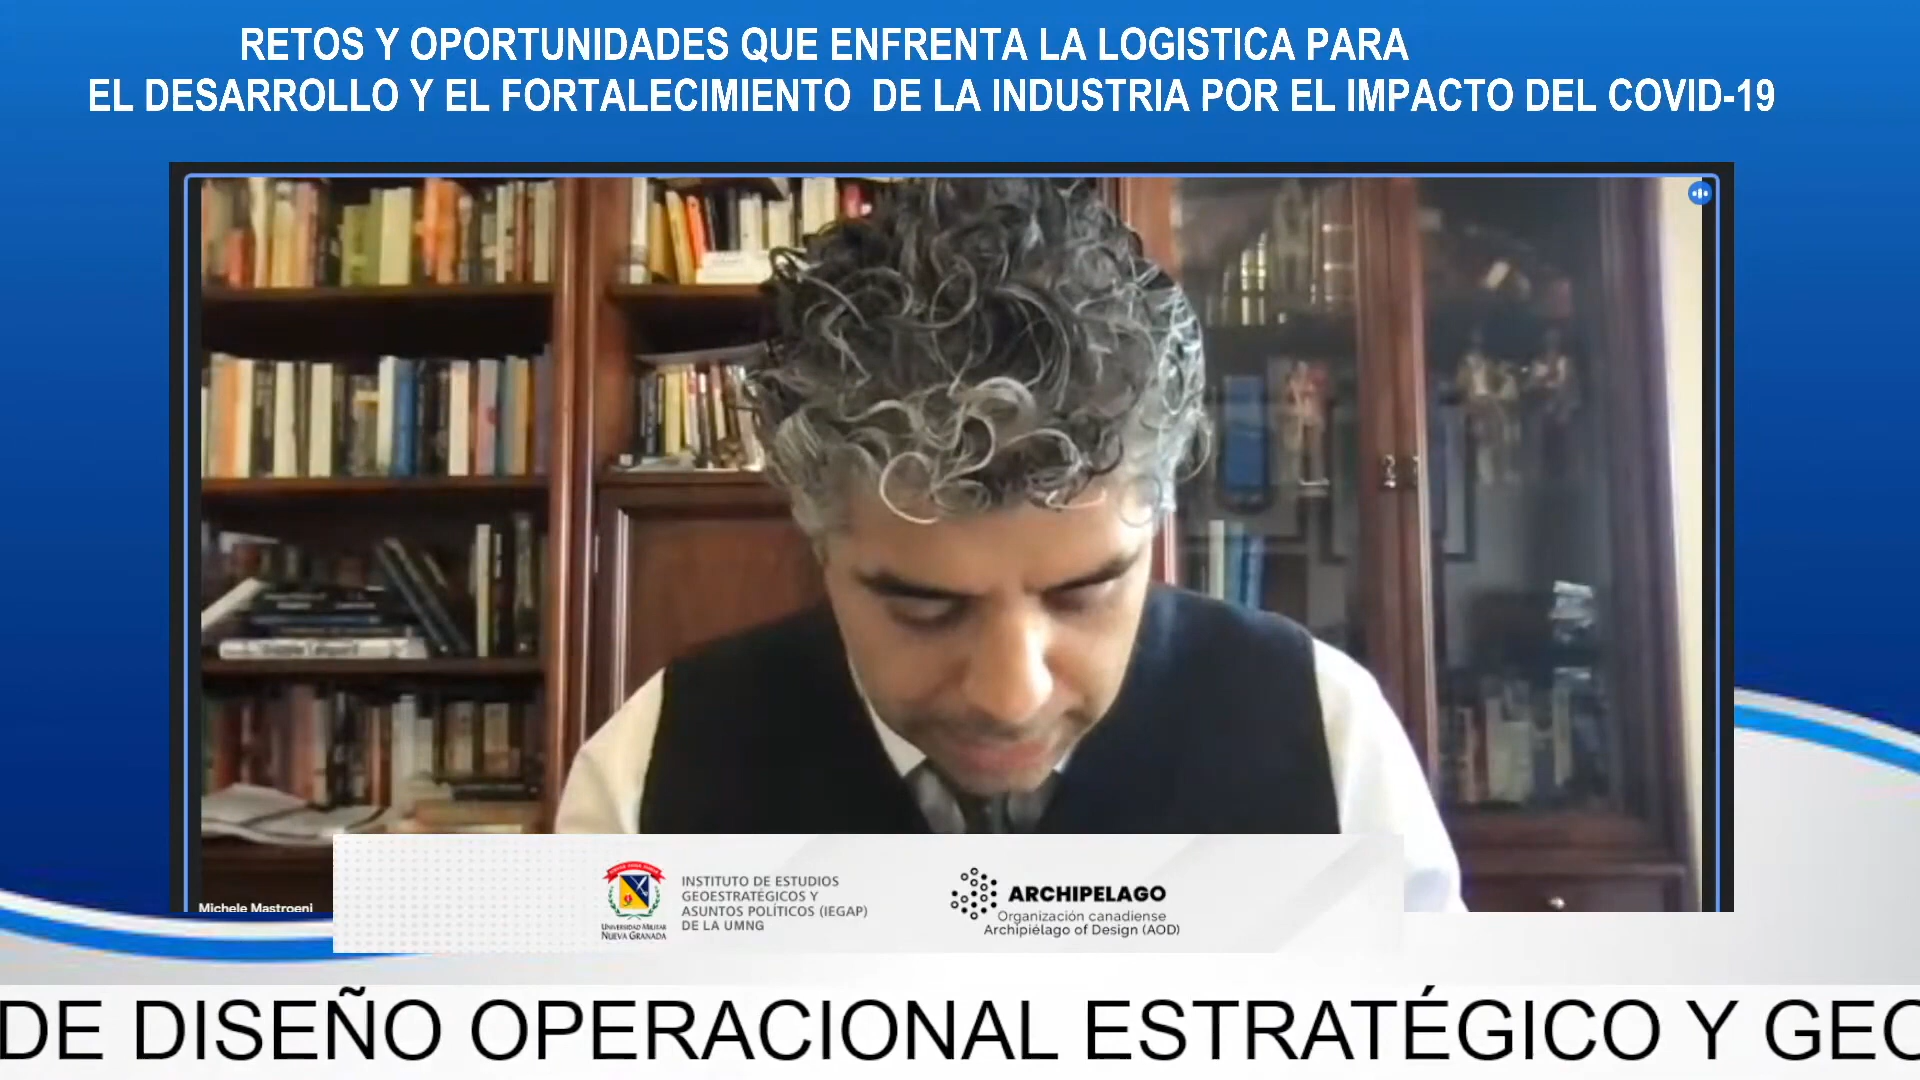 RETOS Y OPORTUNIDADES QUE ENFRENTA LA LOGISTICA PARA
EL DESARROLLO Y EL FORTALECIMIENTO DE LA INDUSTRIA POR EL IMPACTO DEL COVID-19
Michele Mastroeni
UNIVERSIDAD MILITAR
NUEVA GRANADA
INSTITUTO DE ESTUDIOS
GEOESTRATÉGICOS Y
ASUNTOS POLÍTICOS (IEGAP)
DE LA UMNG
ARCHIPELAGO
Organización canadiense
Archipiélago of Design (AOD)
DE DISEÑO OPERACIONAL ESTRATÉGICO Y GEO